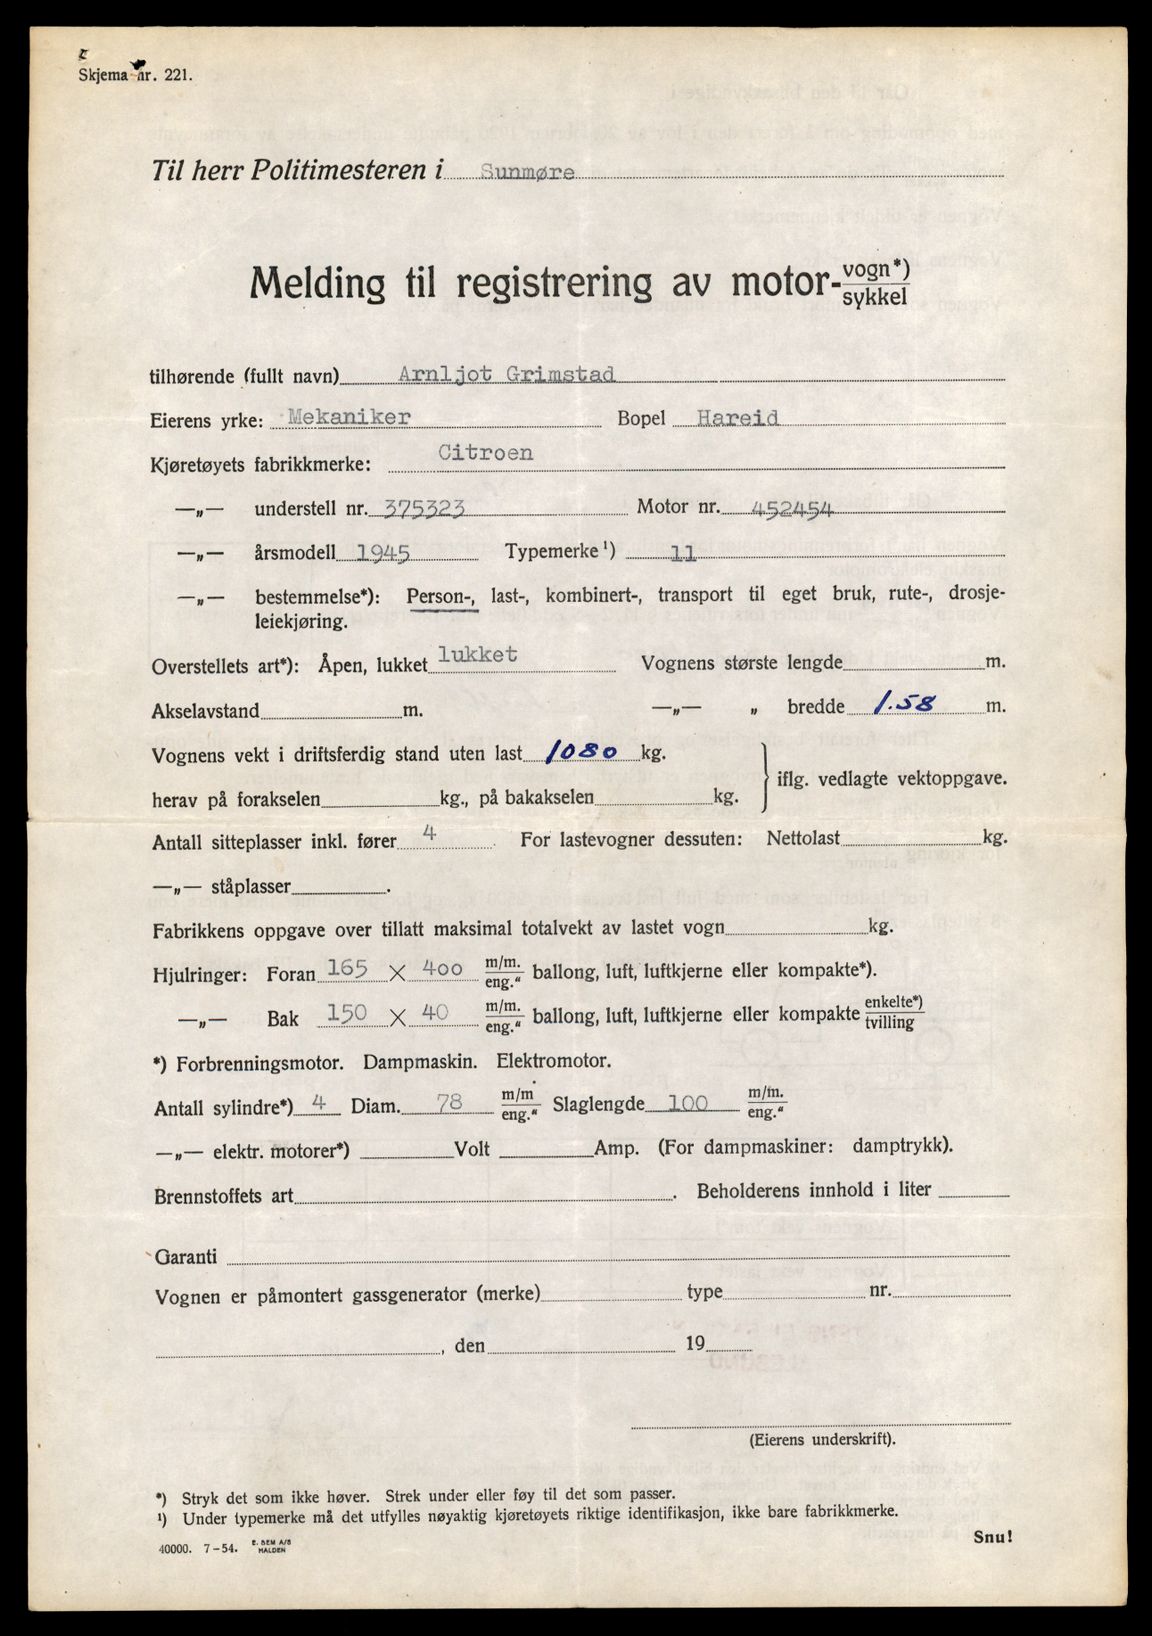 Skjema nr. 221.
Til herr Politimesteren i Sunmøre
Melding til registrering av motor-vogn*)
sykkel
tilhørende (fullt navn) Arnljot Grimstad
Eierens yrke: Mekaniker Bopel Hareid
Kjøretøyets fabrikkmerke: Citroen
—„— understell nr. 375323 Motor nr. 452454
—„— årsmodell 1945 Typemerke ¹) 11
—„— bestemmelse*): Person-, last-, kombinert-, transport til eget bruk, rute-, drosje-
leiekjøring.
Overstellets art*): Åpen, lukket lukket Vognens største lengde m.
Akselavstand m. —„— „ bredde 1.58 m.
Vognens vekt i driftsferdig stand uten last 1080 kg.
iflg. vedlagte vektoppgave.
herav på forakselen kg., på bakakselen kg.
Antall sitteplasser inkl. fører 4 For lastevogner dessuten: Nettolast kg.
—„— ståplasser .
Fabrikkens oppgave over tillatt maksimal totalvekt av lastet vogn kg.
Hjulringer: Foran 165 X 400 m/m. eng.“ ballong, luft, luftkjerne eller kompakte*).
—„— Bak 150 X 40 m/m. eng.“ ballong, luft, luftkjerne eller kompakte enkelte*) tvilling
*) Forbrenningsmotor. Dampmaskin. Elektromotor.
Antall sylindre*) 4 Diam. 78 m/m eng.“ Slaglengde 100 m/m. eng.“
—„— elektr. motorer*) Volt Amp. (For dampmaskiner: damptrykk).
Brennstoffets art . Beholderens innhold i liter
Garanti
Vognen er påmontert gassgenerator (merke) type nr.
, den 19
(Eierens underskrift).
*) Stryk det som ikke høver. Strek under eller føy til det som passer.
¹) Under typemerke må det utfylles nøyaktig kjøretøyets riktige identifikasjon, ikke bare fabrikkmerke.
Snu!
40000. 7-54. E. SEM A/S
HALDEN